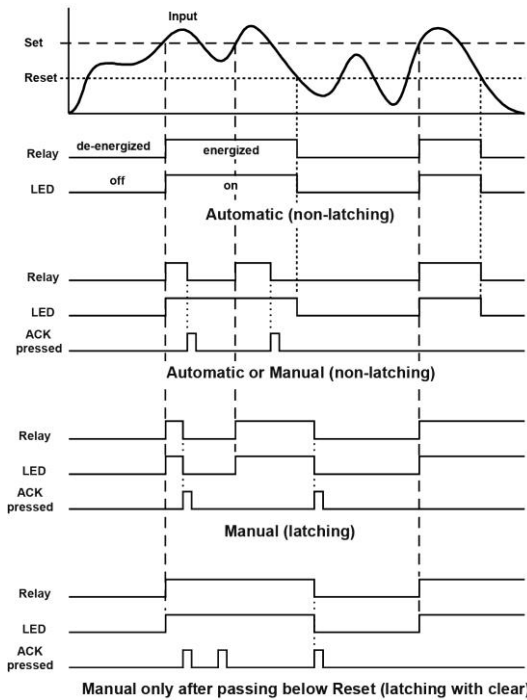 Input
Set
Reset
de-energized energized
Relay
off on
LED
Automatic (non-latching)
Relay
LED
ACK
pressed
Automatic or Manual (non-latching)
Relay
LED
ACK
pressed
Manual (latching)
Relay
LED
ACK
pressed
Manual only after passing below Reset (latching with clear)